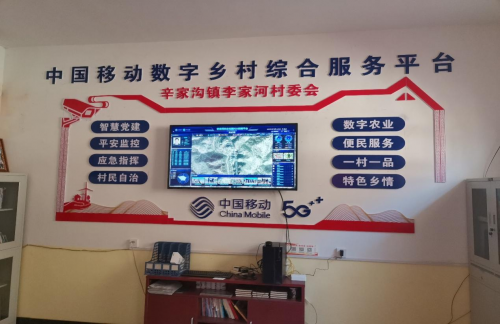 中国移动数字乡村综合服务平台
辛家沟镇李家河村委会
智慧党建
平安监控
应急指挥
村民自治
数字农业
便民服务
一村一品
特色乡情
中国移动
China Mobile
5G++